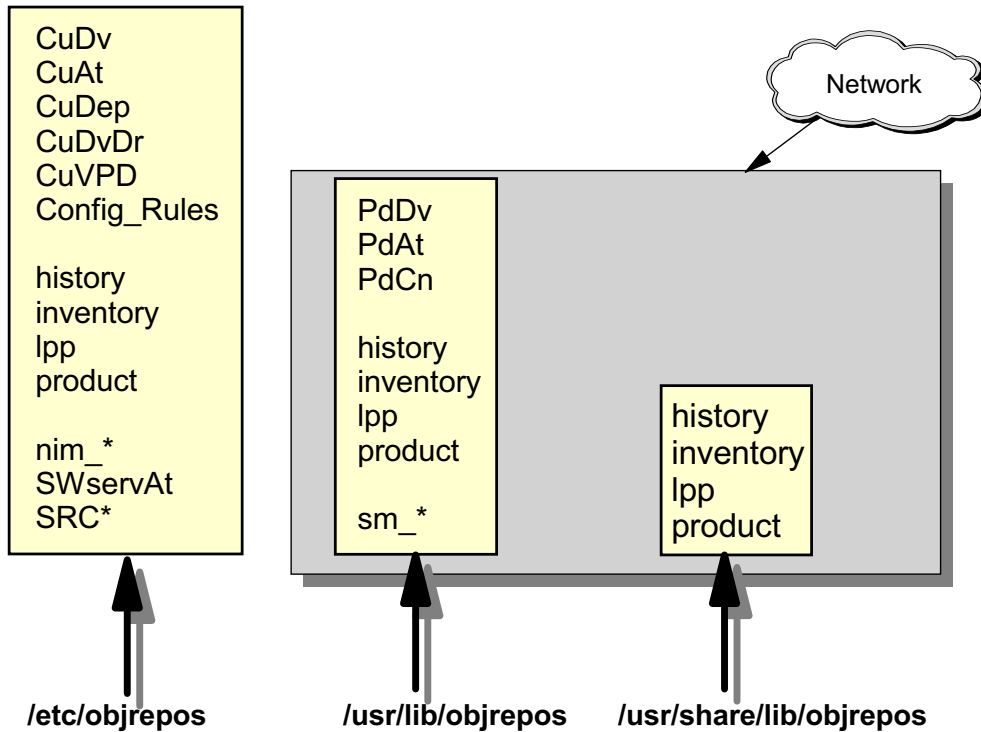 CuDv
CuAt
CuDep
CuDvDr
CuVPD
Config_Rules
history
inventory
lpp
product
nim_*
SWservAt
SRC*
/etc/objrepos
Network
PdDv
PdAt
PdCn
history
inventory
lpp
product
sm_*
/usr/lib/objrepos
history
inventory
lpp
product
/usr/share/lib/objrepos